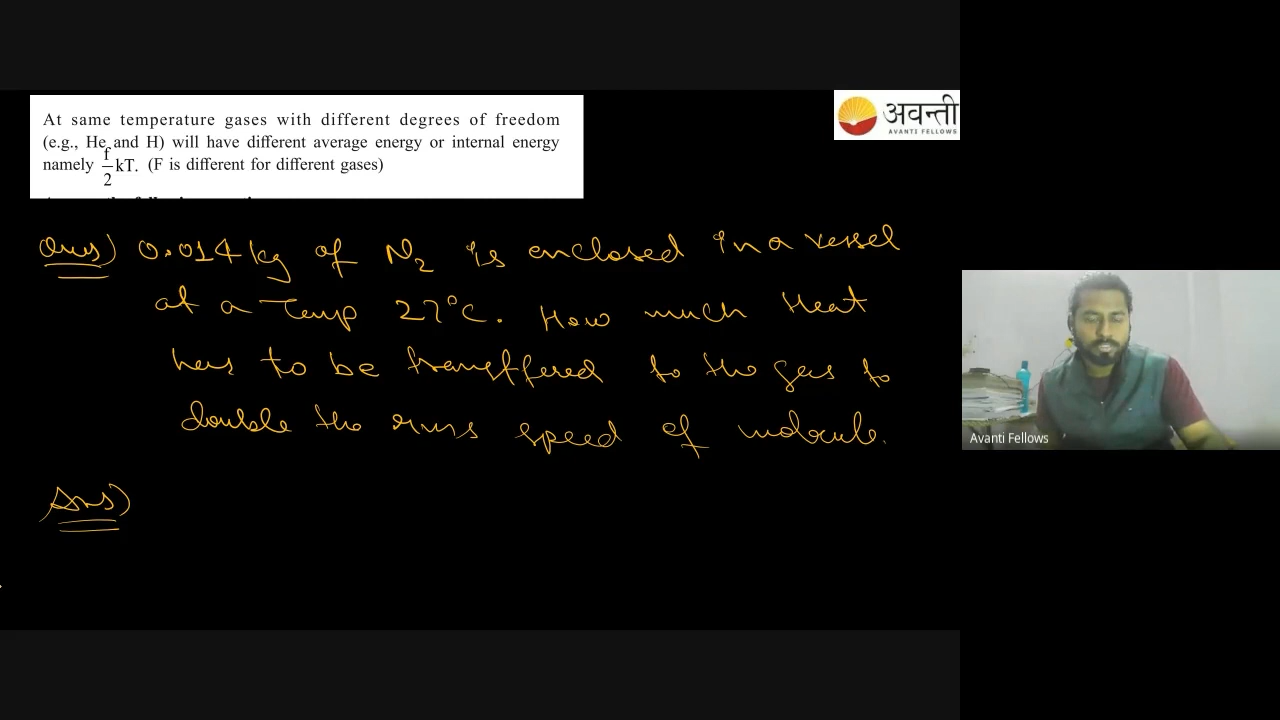 At same temperature gases with different degrees of freedom
(e.g., He and H) will have different average energy or internal energy
namely f/2 kT. (F is different for different gases)
अवन्ती
AVANTI FELLOWS
Ques) 0.014 kg of N2 is enclosed in a vessel
at a Temp 27°C. How much Heat
has to be transffered to the gas to
double the rms speed of molecule.
Ans)
Avanti Fellows